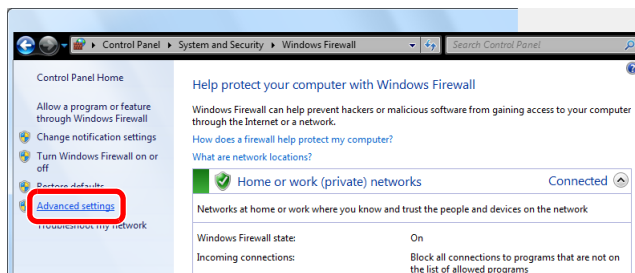 Control Panel ▸ System and Security ▸ Windows Firewall
Search Control Panel
Control Panel Home
Allow a program or feature
through Windows Firewall
Change notification settings
Turn Windows Firewall on or
off
Restore defaults
Advanced settings
Troubleshoot my network
Help protect your computer with Windows Firewall
Windows Firewall can help prevent hackers or malicious software from gaining access to your computer
through the Internet or a network.
How does a firewall help protect my computer?
What are network locations?
Home or work (private) networks
Connected
Networks at home or work where you know and trust the people and devices on the network
Windows Firewall state:
On
Incoming connections:
Block all connections to programs that are not on
the list of allowed programs